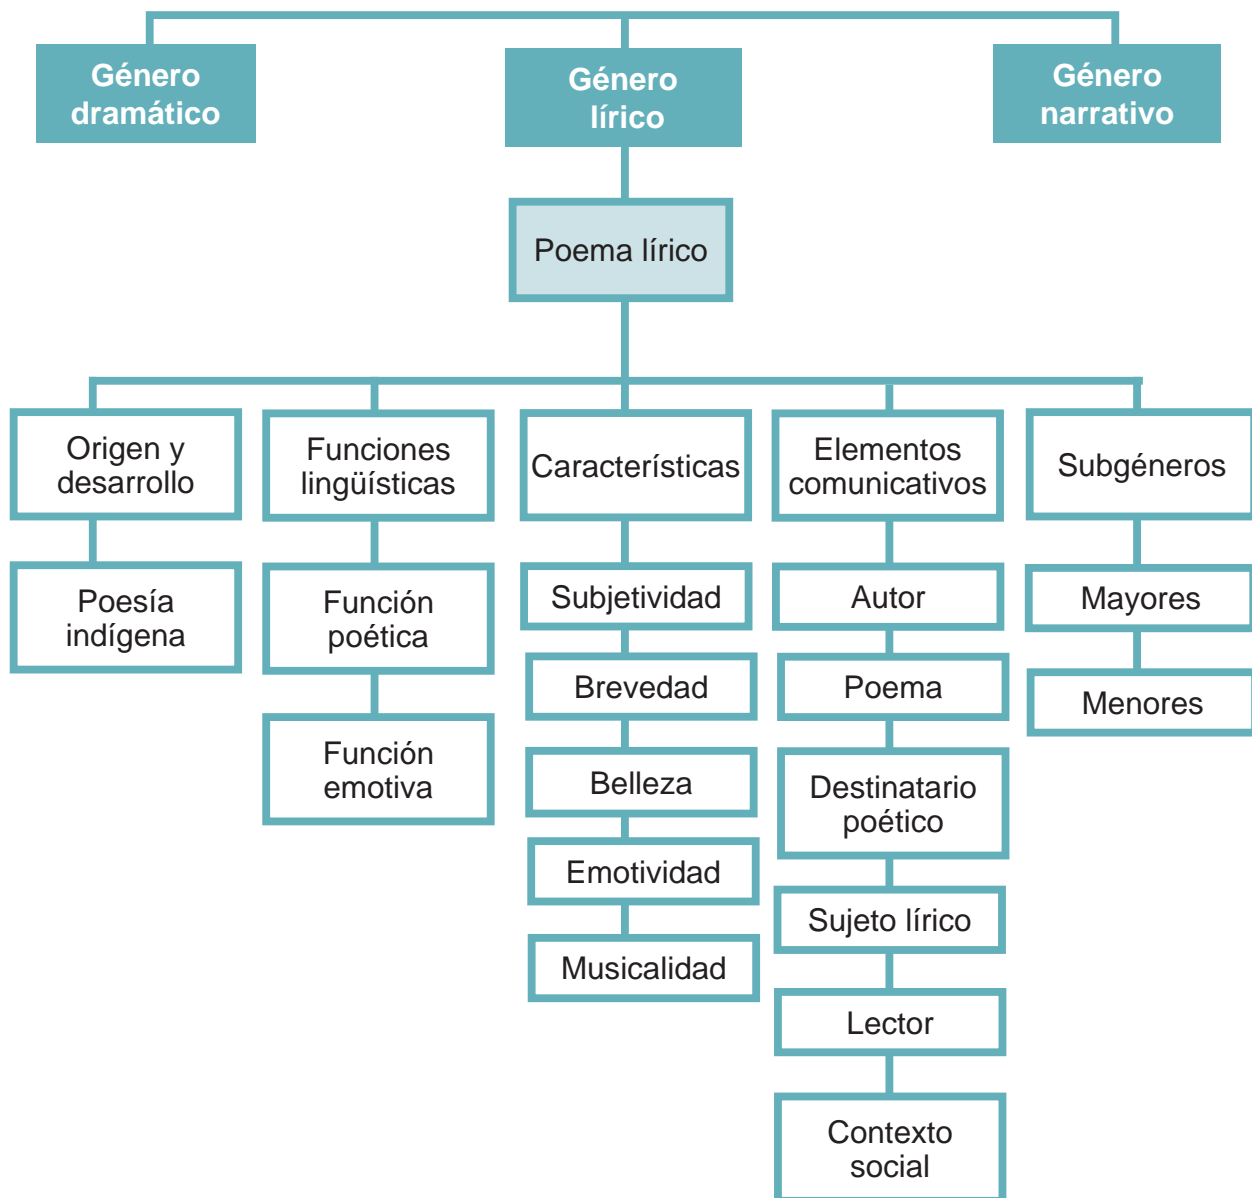 Género
dramático
Género
lírico
Género
narrativo
Poema lírico
Origen y
desarrollo
Poesía
indígena
Funciones
lingüísticas
Función
poética
Función
emotiva
Características
Subjetividad
Brevedad
Belleza
Emotividad
Musicalidad
Elementos
comunicativos
Autor
Poema
Destinatario
poético
Sujeto lírico
Lector
Contexto
social
Subgéneros
Mayores
Menores